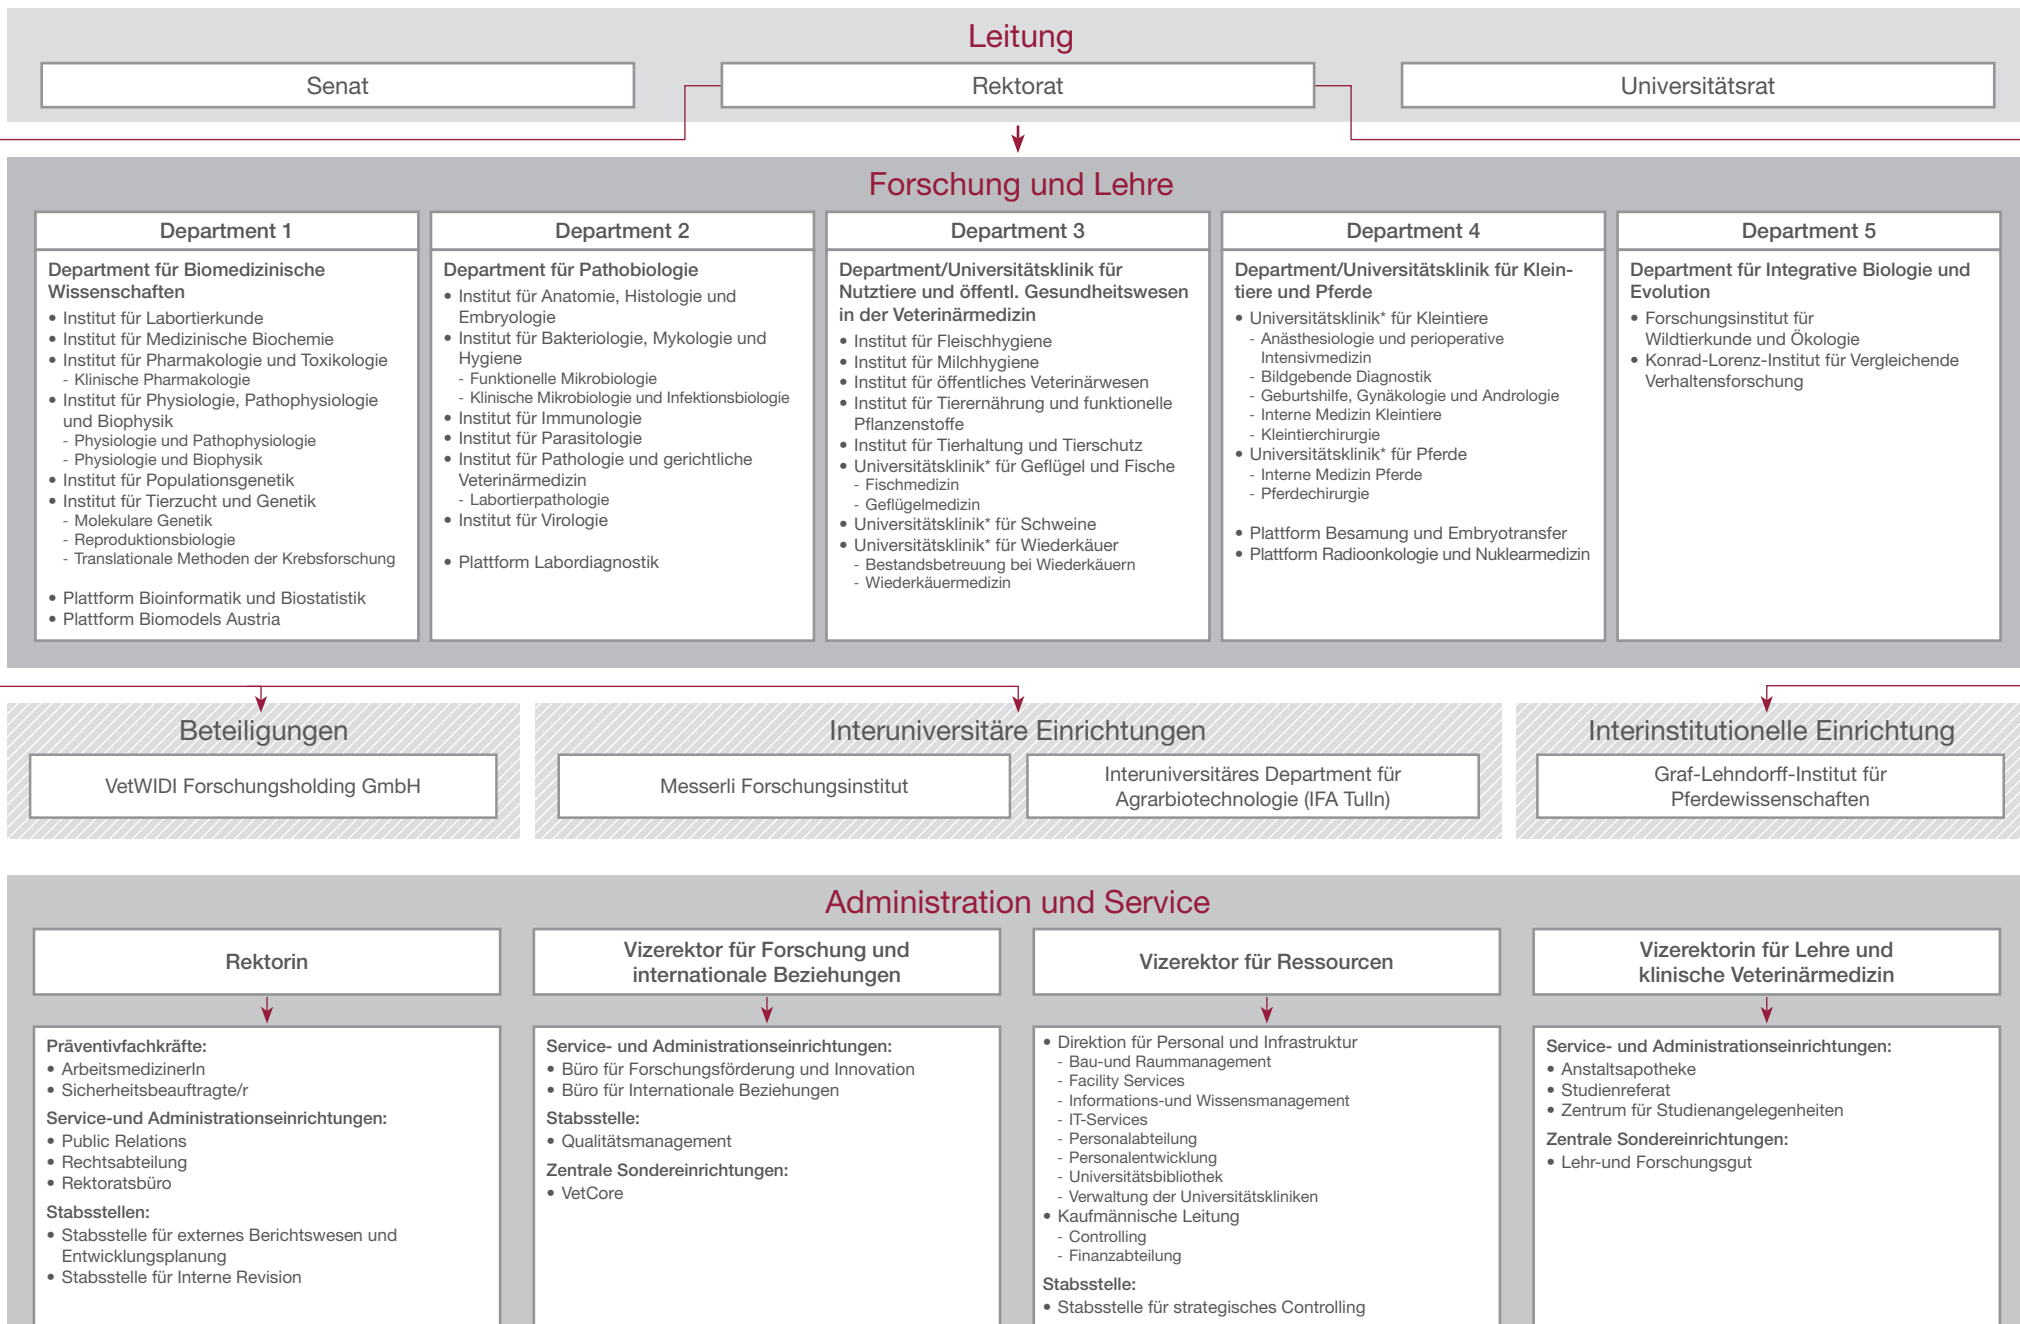 Leitung
Senat
Rektorat
Universitätsrat
Forschung und Lehre
Department 1
Department für Biomedizinische
Wissenschaften
• Institut für Labortierkunde
• Institut für Medizinische Biochemie
• Institut für Pharmakologie und Toxikologie
- Klinische Pharmakologie
• Institut für Physiologie, Pathophysiologie
und Biophysik
- Physiologie und Pathophysiologie
- Physiologie und Biophysik
• Institut für Populationsgenetik
• Institut für Tierzucht und Genetik
- Molekulare Genetik
- Reproduktionsbiologie
- Translationale Methoden der Krebsforschung
• Plattform Bioinformatik und Biostatistik
• Plattform Biomodels Austria
Department 2
Department für Pathobiologie
• Institut für Anatomie, Histologie und
Embryologie
• Institut für Bakteriologie, Mykologie und
Hygiene
- Funktionelle Mikrobiologie
- Klinische Mikrobiologie und Infektionsbiologie
• Institut für Immunologie
• Institut für Parasitologie
• Institut für Pathologie und gerichtliche
Veterinärmedizin
- Labortierpathologie
• Institut für Virologie
• Plattform Labordiagnostik
Department 3
Department/Universitätsklinik für
Nutztiere und öffentl. Gesundheitswesen
in der Veterinärmedizin
• Institut für Fleischhygiene
• Institut für Milchhygiene
• Institut für öffentliches Veterinärwesen
• Institut für Tierernährung und funktionelle
Pflanzenstoffe
• Institut für Tierhaltung und Tierschutz
• Universitätsklinik* für Geflügel und Fische
- Fischmedizin
- Geflügelmedizin
• Universitätsklinik* für Schweine
• Universitätsklinik* für Wiederkäuer
- Bestandsbetreuung bei Wiederkäuern
- Wiederkäuermedizin
Department 4
Department/Universitätsklinik für Klein-
tiere und Pferde
• Universitätsklinik* für Kleintiere
- Anästhesiologie und perioperative
Intensivmedizin
- Bildgebende Diagnostik
- Geburtshilfe, Gynäkologie und Andrologie
- Interne Medizin Kleintiere
- Kleintierchirurgie
• Universitätsklinik* für Pferde
- Interne Medizin Pferde
- Pferdechirurgie
• Plattform Besamung und Embryotransfer
• Plattform Radioonkologie und Nuklearmedizin
Department 5
Department für Integrative Biologie und
Evolution
• Forschungsinstitut für
Wildtierkunde und Ökologie
• Konrad-Lorenz-Institut für Vergleichende
Verhaltensforschung
Beteiligungen
VetWIDI Forschungsholding GmbH
Interuniversitäre Einrichtungen
Messerli Forschungsinstitut
Interuniversitäres Department für
Agrarbiotechnologie (IFA Tulln)
Interinstitutionelle Einrichtung
Graf-Lehndorff-Institut für
Pferdewissenschaften
Administration und Service
Rektorin
Präventivfachkräfte:
• ArbeitsmedizinerIn
• Sicherheitsbeauftragte/r
Service-und Administrationseinrichtungen:
• Public Relations
• Rechtsabteilung
• Rektoratsbüro
Stabsstellen:
• Stabsstelle für externes Berichtswesen und
Entwicklungsplanung
• Stabsstelle für Interne Revision
Vizerektor für Forschung und
internationale Beziehungen
Service- und Administrationseinrichtungen:
• Büro für Forschungsförderung und Innovation
• Büro für Internationale Beziehungen
Stabsstelle:
• Qualitätsmanagement
Zentrale Sondereinrichtungen:
• VetCore
Vizerektor für Ressourcen
• Direktion für Personal und Infrastruktur
- Bau-und Raummanagement
- Facility Services
- Informations-und Wissensmanagement
- IT-Services
- Personalabteilung
- Personalentwicklung
- Universitätsbibliothek
- Verwaltung der Universitätskliniken
• Kaufmännische Leitung
- Controlling
- Finanzabteilung
Stabsstelle:
• Stabsstelle für strategisches Controlling
Vizerektorin für Lehre und
klinische Veterinärmedizin
Service- und Administrationseinrichtungen:
• Anstaltsapotheke
• Studienreferat
• Zentrum für Studienangelegenheiten
Zentrale Sondereinrichtungen:
• Lehr-und Forschungsgut